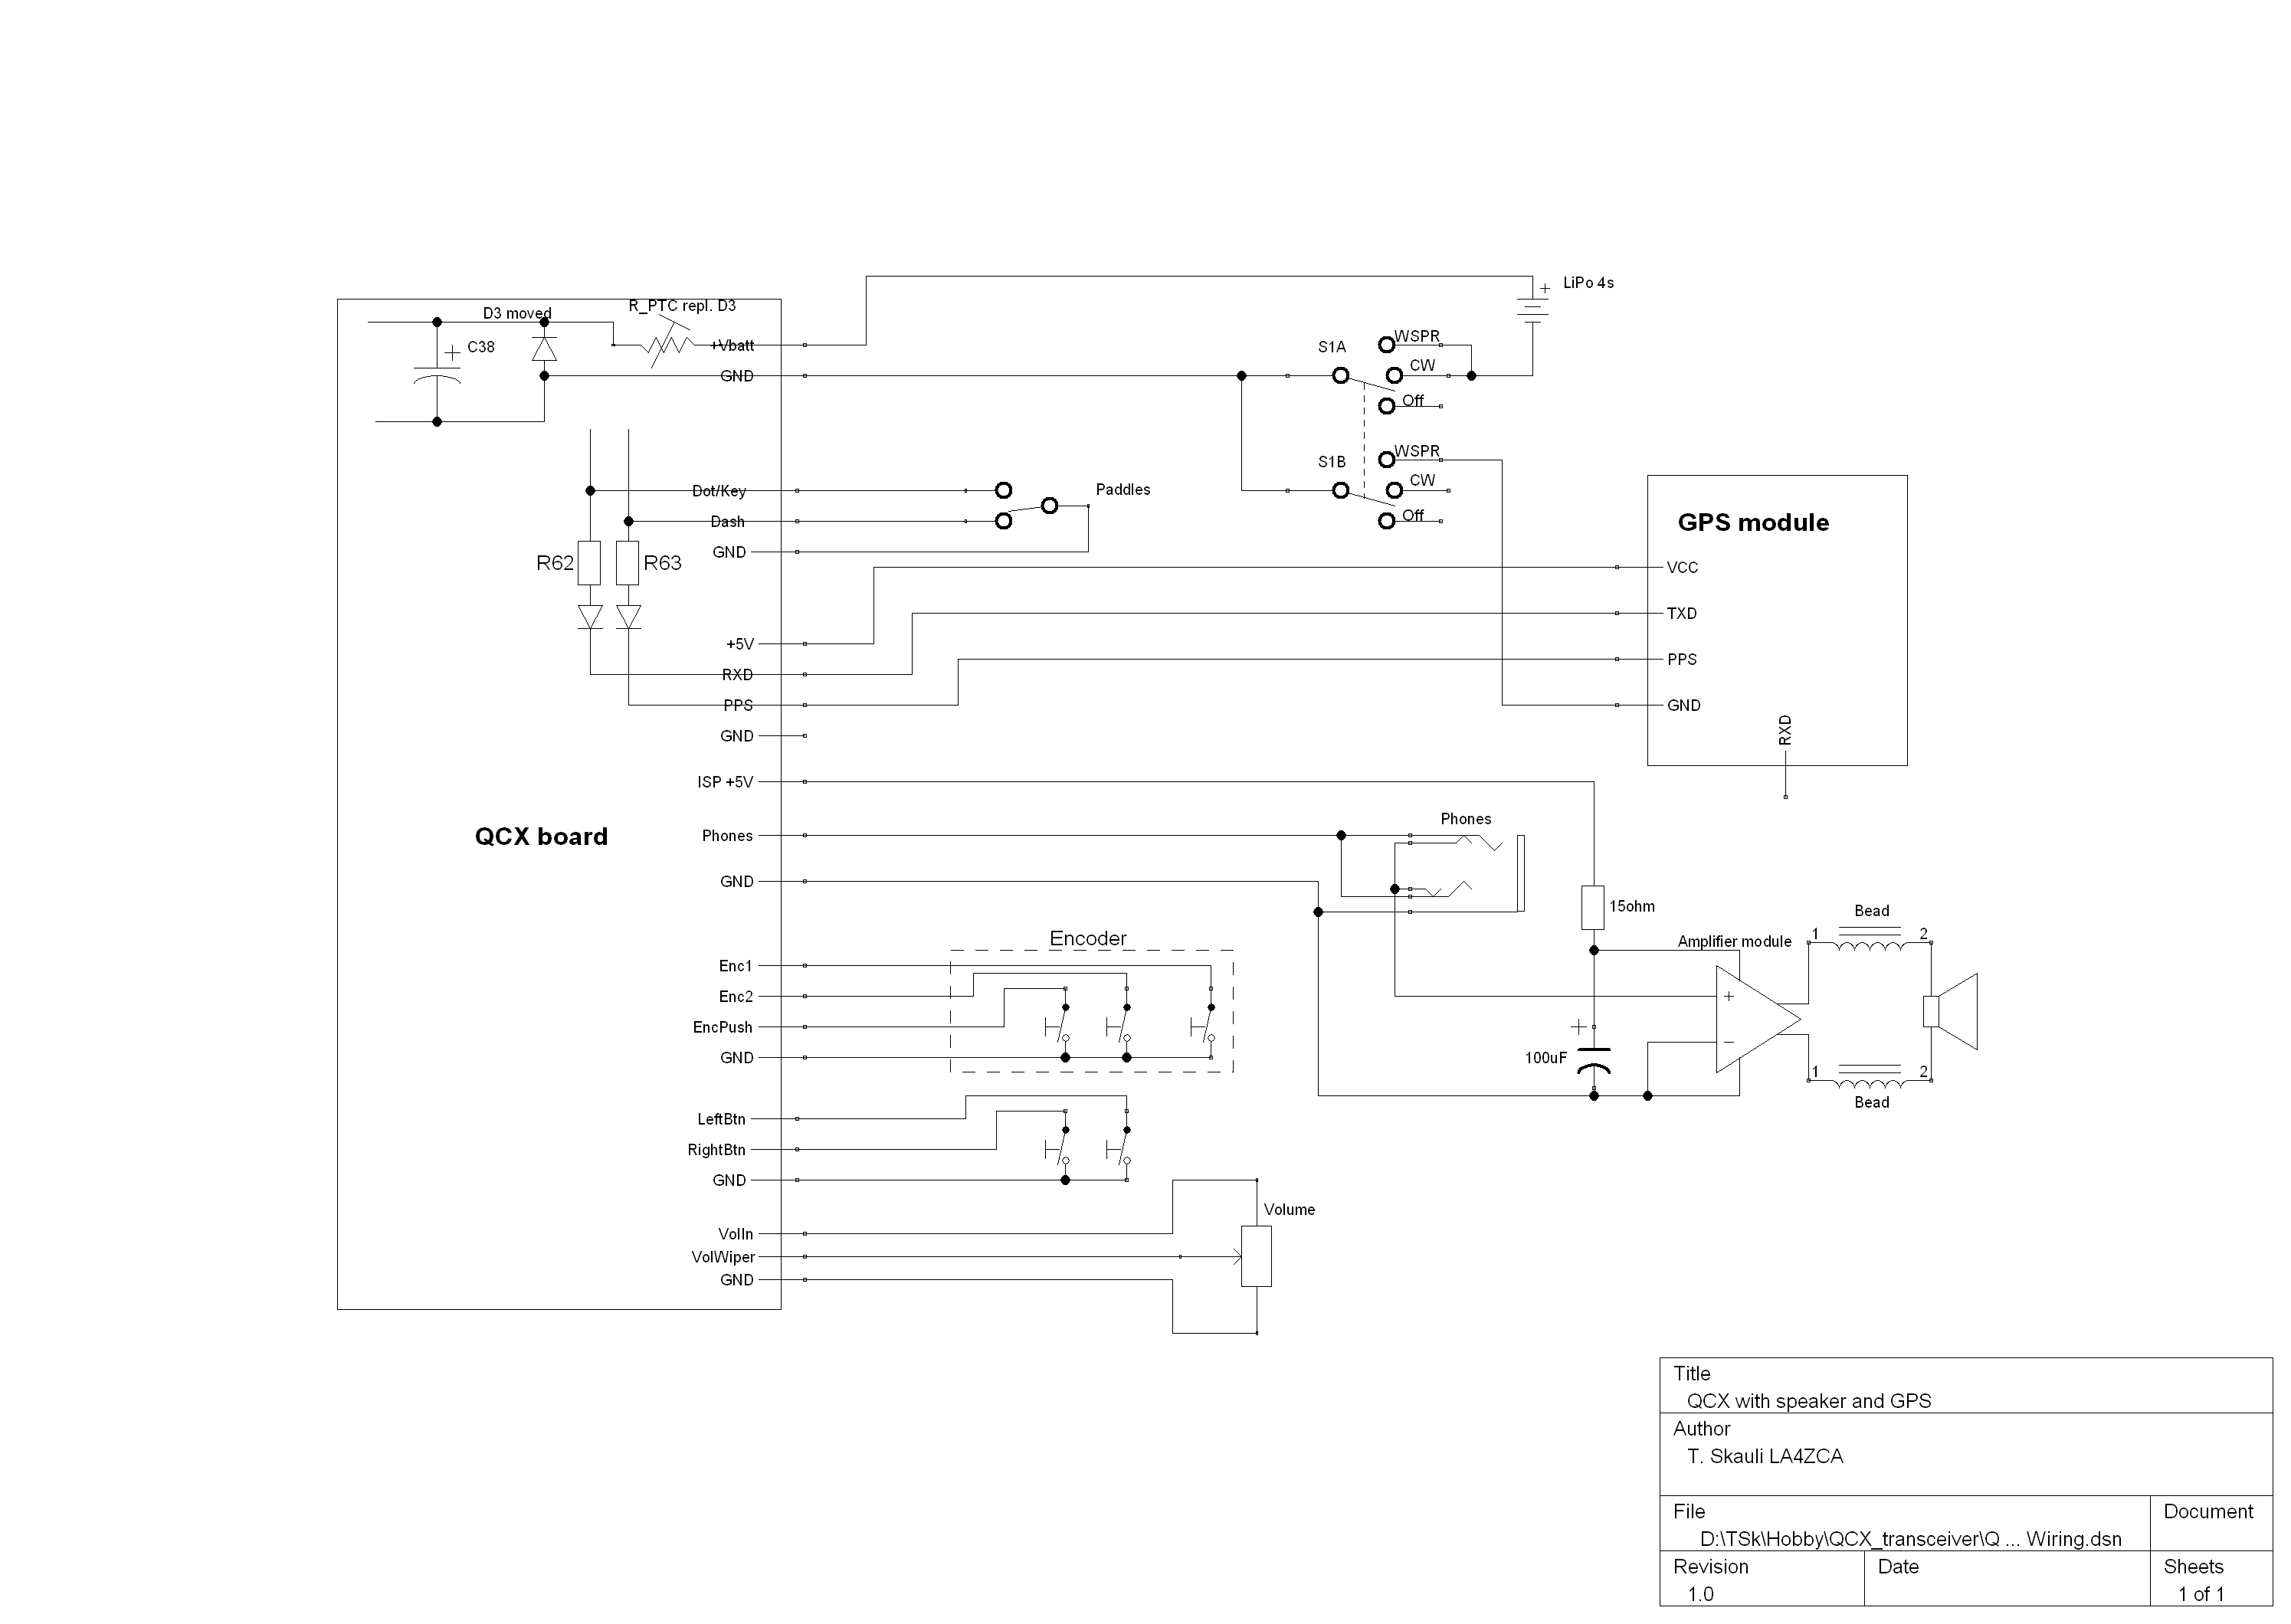 LiPo 4s
+
D3 moved
R_PTC repl. D3
+ C38
+Vbatt
GND
S1A
WSPR
CW
Off
S1B
WSPR
CW
Off
Dot/Key
Dash
GND
Paddles
R62
R63
+5V
RXD
PPS
GND
GPS module
VCC
TXD
PPS
GND
RXD
ISP +5V
QCX board
Phones
GND
Phones
15ohm
Amplifier module
Bead
1 2
+
−
+
100uF
1 2
Bead
Encoder
Enc1
Enc2
EncPush
GND
LeftBtn
RightBtn
GND
Volume
VolIn
VolWiper
GND
Title
QCX with speaker and GPS
Author
T. Skauli LA4ZCA
File
D:\TSk\Hobby\QCX_transceiver\Q ... Wiring.dsn
Document
Revision
1.0
Date
Sheets
1 of 1